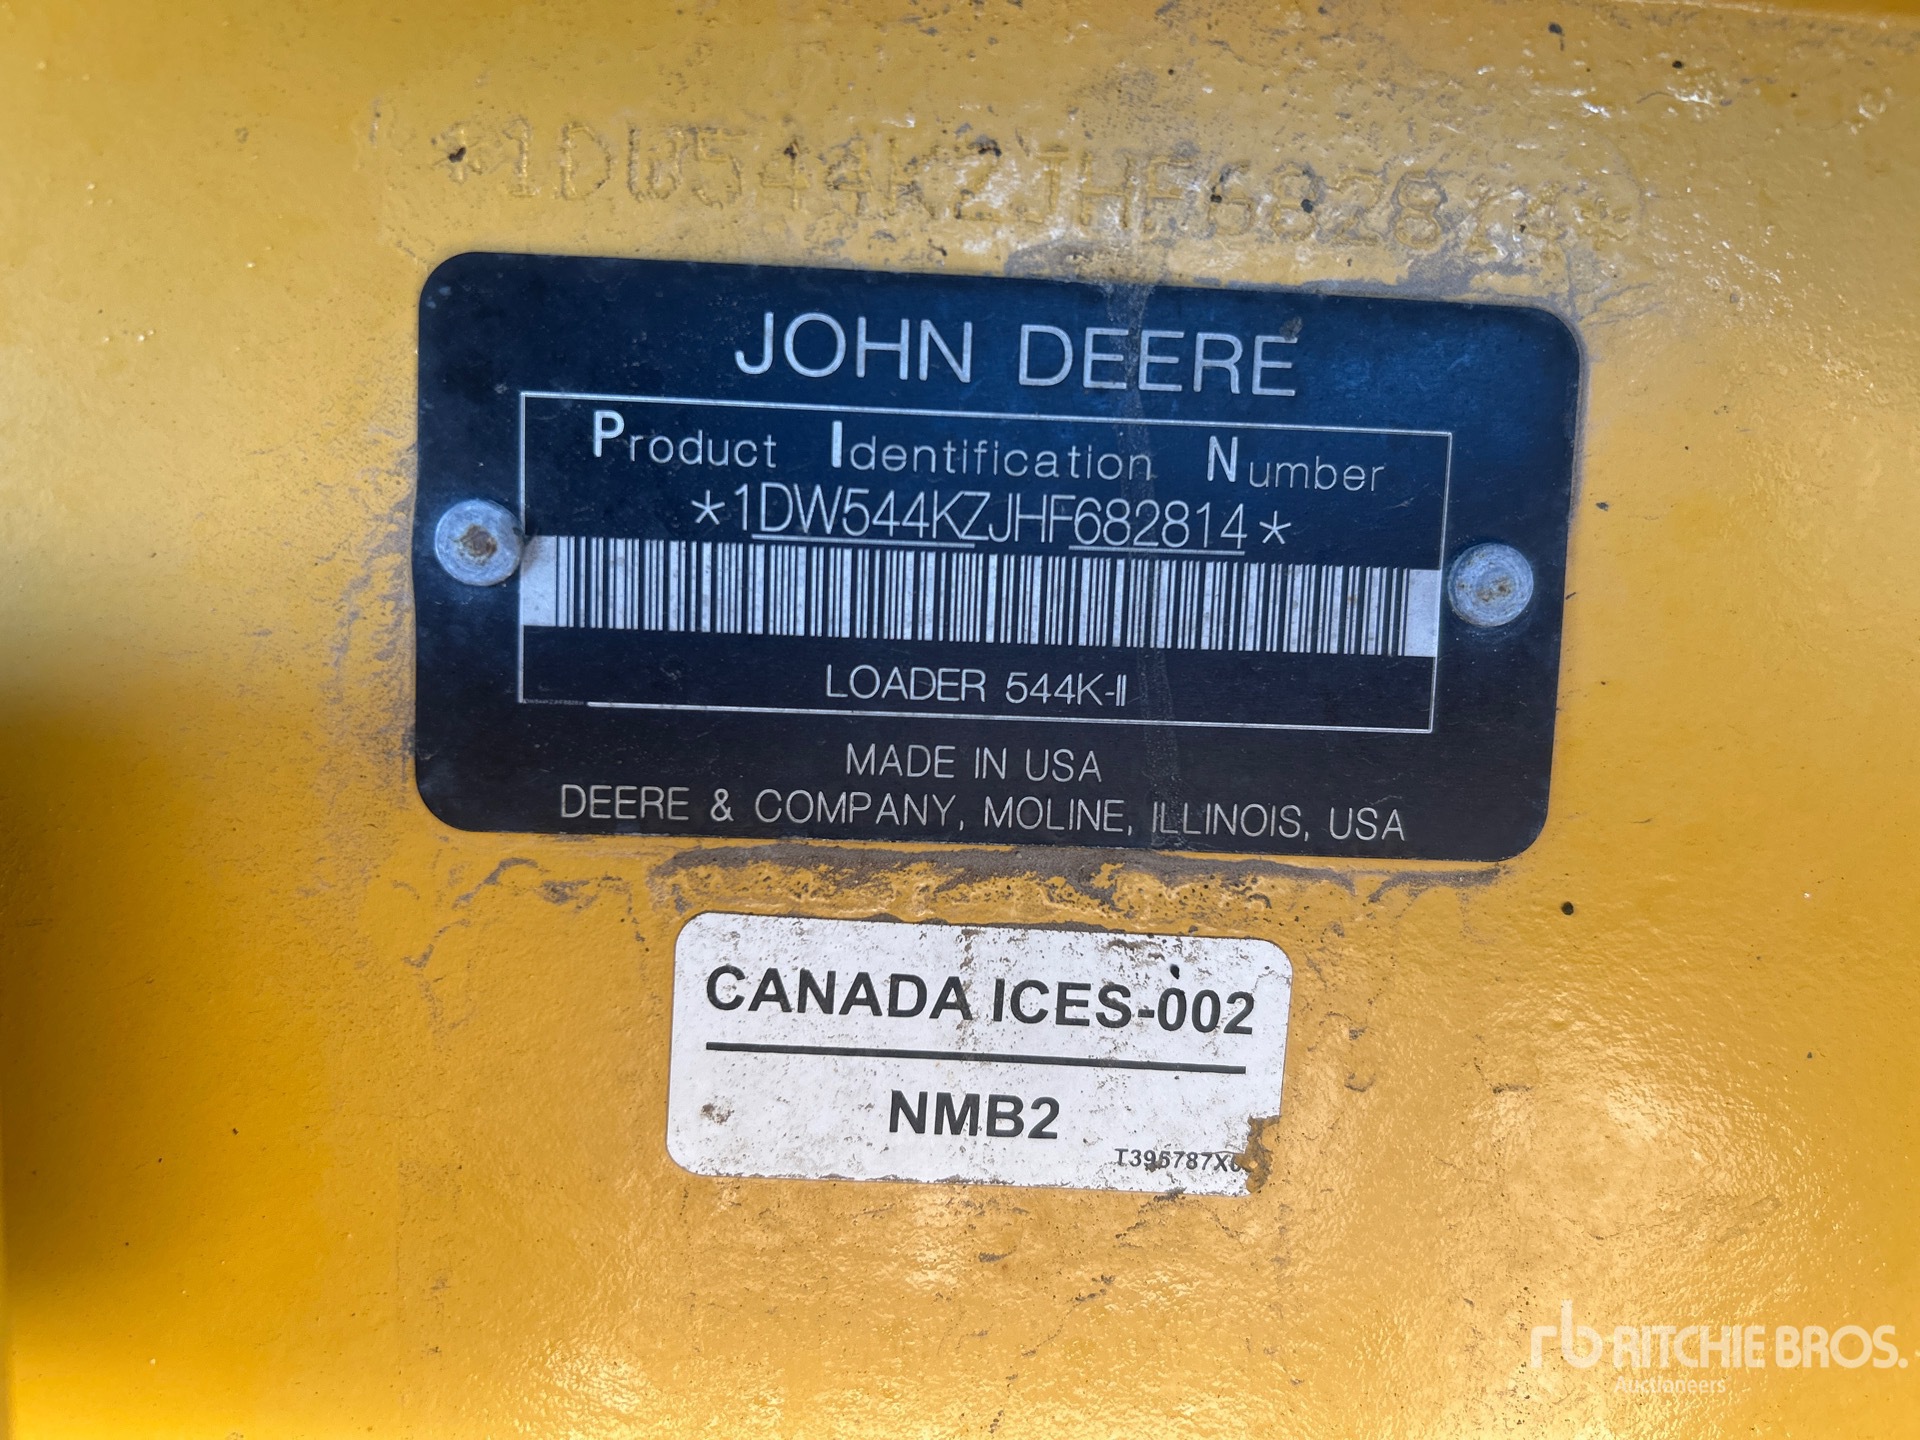 *1DW544KZJHF682814*
JOHN DEERE
Product Identification Number
*1DW544KZJHF682814*
LOADER 544K-II
MADE IN USA
DEERE & COMPANY, MOLINE, ILLINOIS, USA
CANADA ICES-002
NMB2
rb RITCHIE BROS.
Auctioneers